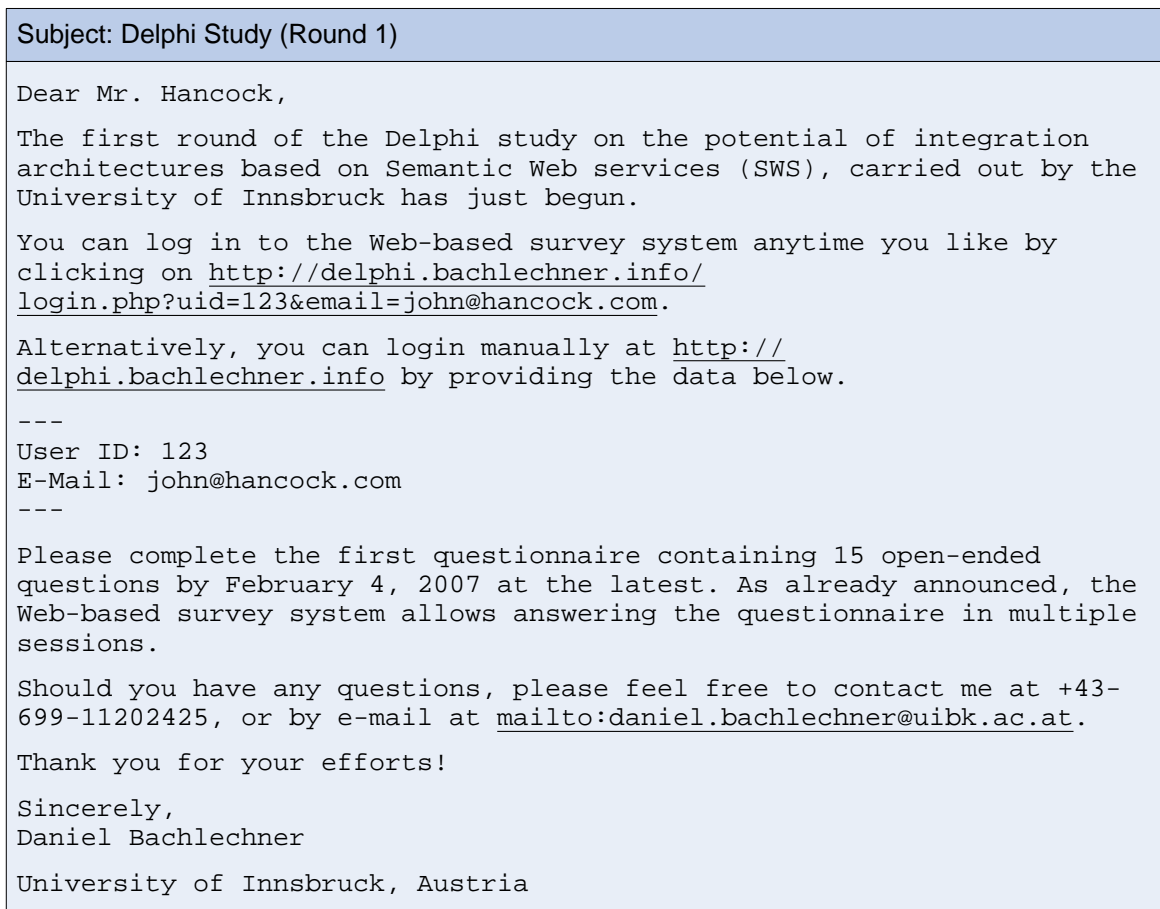 Subject: Delphi Study (Round 1)
Dear Mr. Hancock,
The first round of the Delphi study on the potential of integration
architectures based on Semantic Web services (SWS), carried out by the
University of Innsbruck has just begun.
You can log in to the Web-based survey system anytime you like by
clicking on http://delphi.bachlechner.info/
login.php?uid=123&email=john@hancock.com.
Alternatively, you can login manually at http://
delphi.bachlechner.info by providing the data below.
---
User ID: 123
E-Mail: john@hancock.com
---
Please complete the first questionnaire containing 15 open-ended
questions by February 4, 2007 at the latest. As already announced, the
Web-based survey system allows answering the questionnaire in multiple
sessions.
Should you have any questions, please feel free to contact me at +43-
699-11202425, or by e-mail at mailto:daniel.bachlechner@uibk.ac.at.
Thank you for your efforts!
Sincerely,
Daniel Bachlechner
University of Innsbruck, Austria